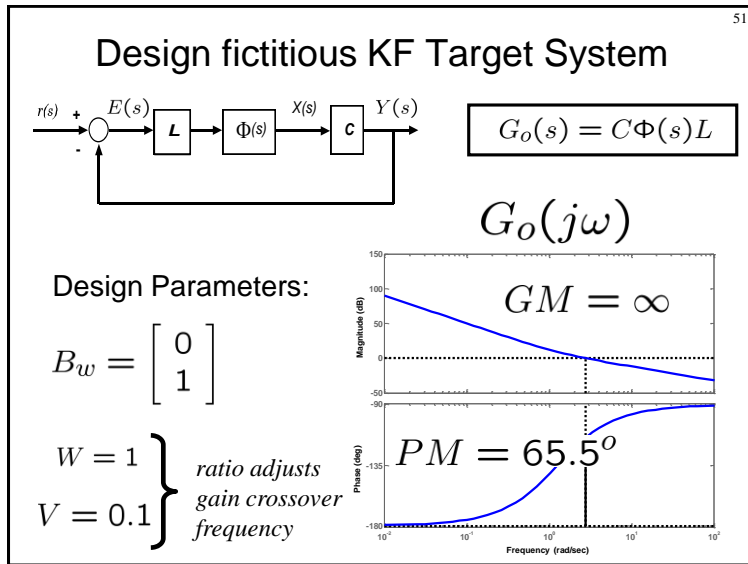 51
Design fictitious KF Target System
r(s) + - E(s) L Φ(s) X(s) C Y(s)
G_o(s) = CΦ(s)L
G_o(jω)
Design Parameters:
B_w = [ 0 1 ]
W = 1
V = 0.1
ratio adjusts
gain crossover
frequency
GM = ∞
Magnitude (dB)
150
100
50
0
-50
PM = 65.5°
Phase (deg)
-90
-135
-180
10^-2 10^-1 10^0 10^1 10^2
Frequency (rad/sec)